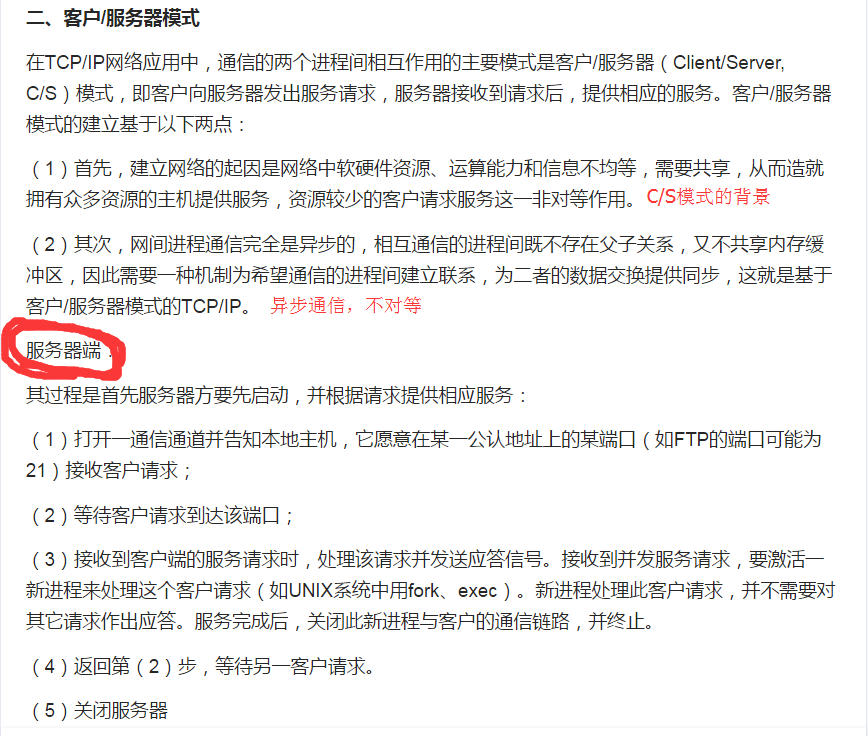 二、客户/服务器模式
在TCP/IP网络应用中，通信的两个进程间相互作用的主要模式是客户/服务器（Client/Server,
C/S）模式，即客户向服务器发出服务请求，服务器接收到请求后，提供相应的服务。客户/服务器
模式的建立基于以下两点：
（1）首先，建立网络的起因是网络中软硬件资源、运算能力和信息不均等，需要共享，从而造就
拥有众多资源的主机提供服务，资源较少的客户请求服务这一非对等作用。 C/S模式的背景
（2）其次，网间进程通信完全是异步的，相互通信的进程间既不存在父子关系，又不共享内存缓
冲区，因此需要一种机制为希望通信的进程间建立联系，为二者的数据交换提供同步，这就是基于
客户/服务器模式的TCP/IP。 异步通信，不对等
服务器端：
其过程是首先服务器方要先启动，并根据请求提供相应服务：
（1）打开一通信通道并告知本地主机，它愿意在某一公认地址上的某端口（如FTP的端口可能为
21）接收客户请求；
（2）等待客户请求到达该端口；
（3）接收到客户端的服务请求时，处理该请求并发送应答信号。接收到并发服务请求，要激活一
新进程来处理这个客户请求（如UNIX系统中用fork、exec）。新进程处理此客户请求，并不需要对
其它请求作出应答。服务完成后，关闭此新进程与客户的通信链路，并终止。
（4）返回第（2）步，等待另一客户请求。
（5）关闭服务器